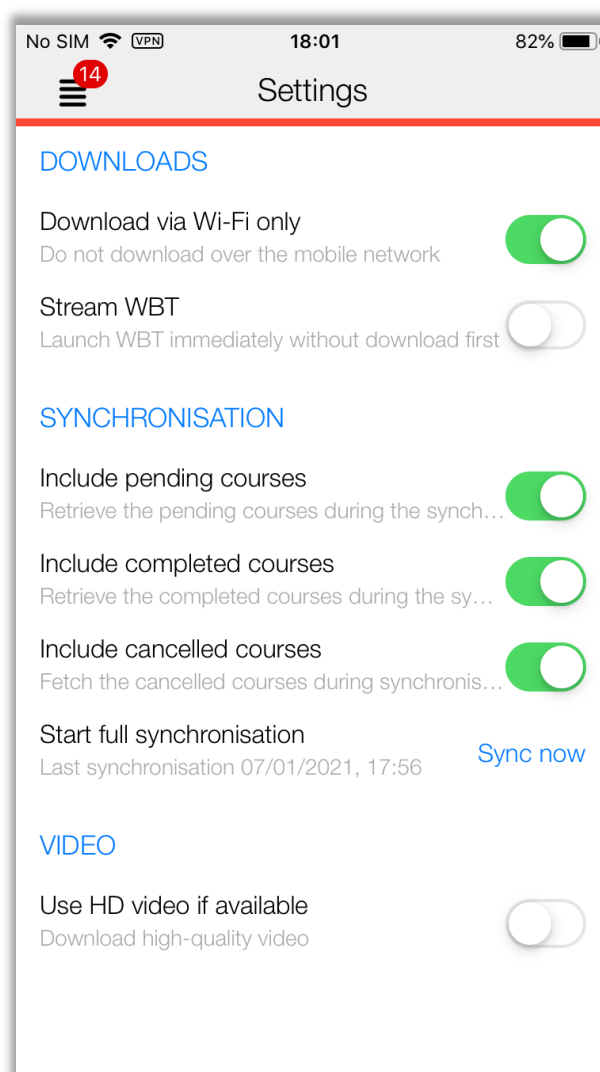 No SIM VPN 18:01 82%
14
Settings
DOWNLOADS
Download via Wi-Fi only
Do not download over the mobile network
Stream WBT
Launch WBT immediately without download first
SYNCHRONISATION
Include pending courses
Retrieve the pending courses during the synch…
Include completed courses
Retrieve the completed courses during the sy…
Include cancelled courses
Fetch the cancelled courses during synchronis…
Start full synchronisation
Sync now
Last synchronisation 07/01/2021, 17:56
VIDEO
Use HD video if available
Download high-quality video